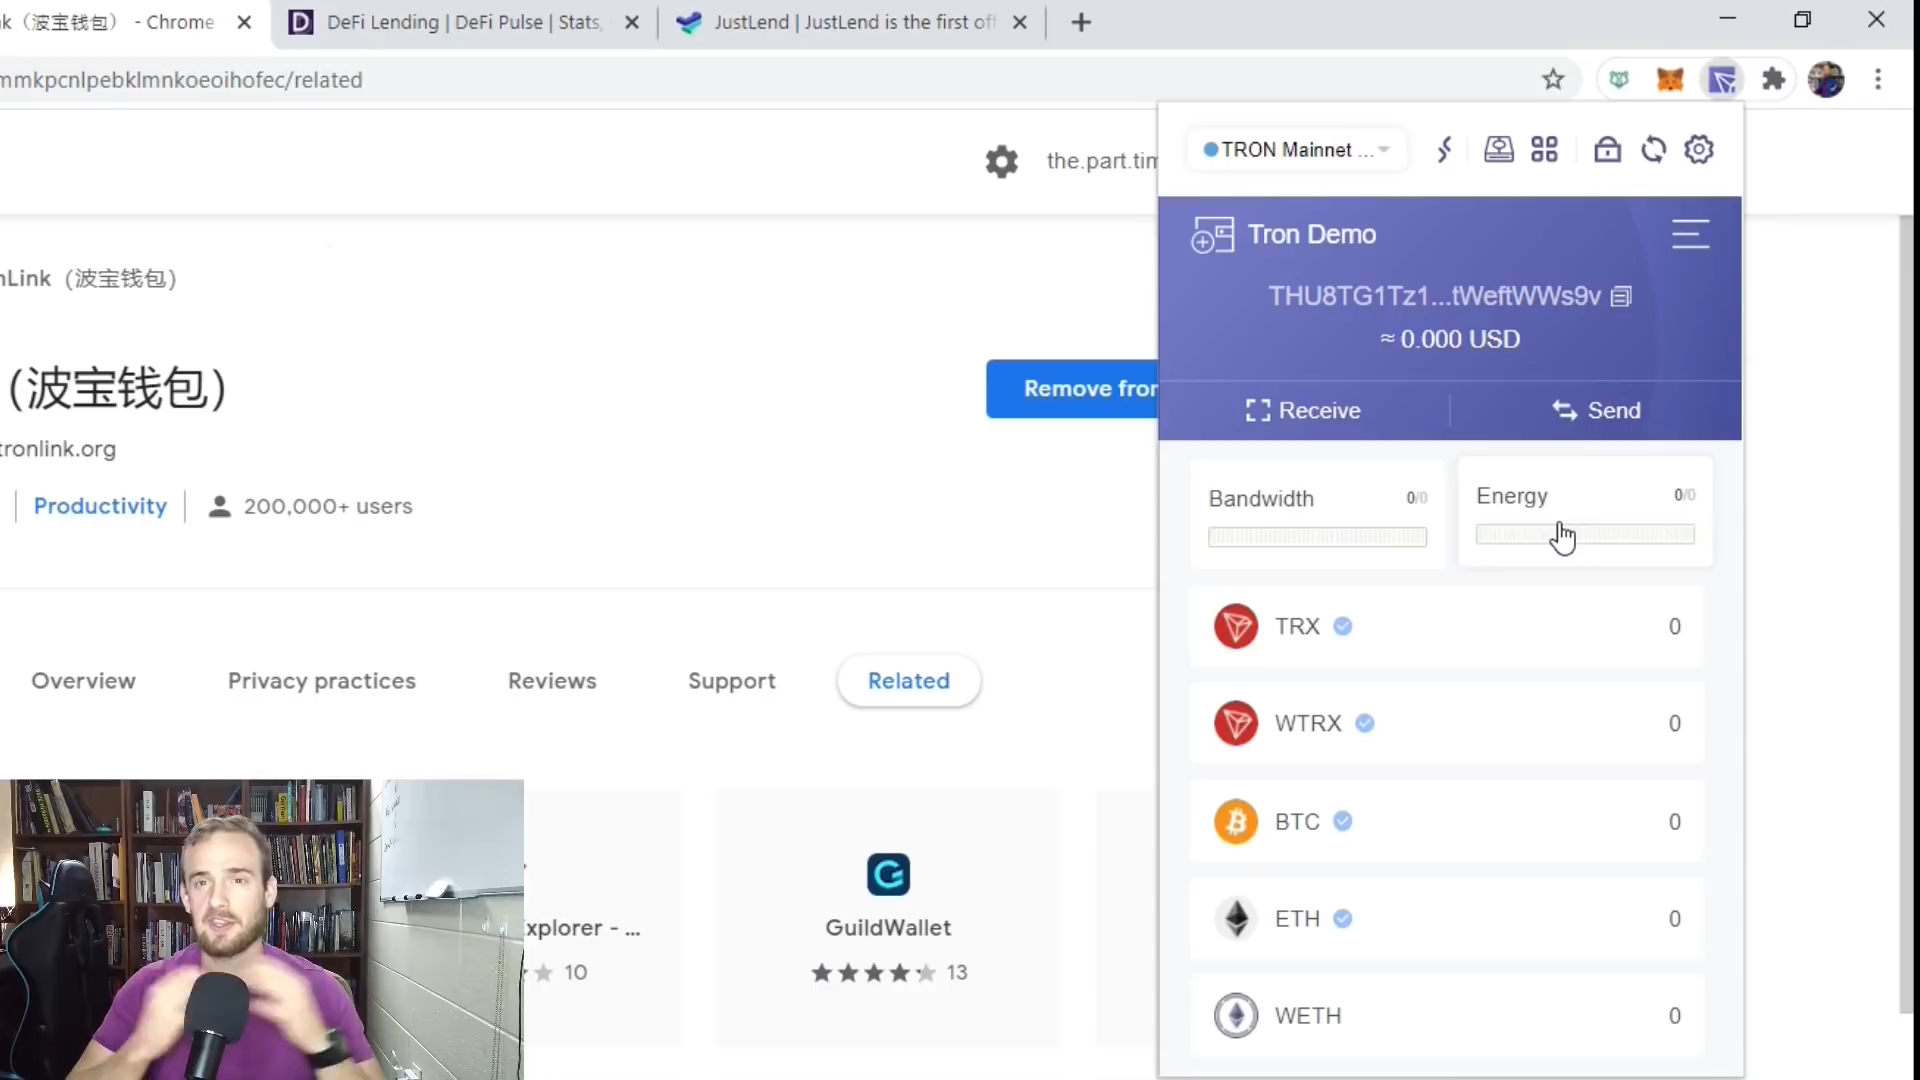 k（波宝钱包） - Chrome
DeFi Lending | DeFi Pulse | Stats,
JustLend | JustLend is the first off
mmkpcnlpebklmnkoeoihofec/related
the.part.tim
TRON Mainnet ...
Tron Demo
THU8TG1Tz1...tWeftWWs9v
≈ 0.000 USD
Receive
Send
nLink（波宝钱包）
（波宝钱包）
Remove fror
tronlink.org
Productivity
200,000+ users
Bandwidth 0/0
Energy 0/0
TRX 0
WTRX 0
BTC 0
ETH 0
WETH 0
Overview
Privacy practices
Reviews
Support
Related
xplorer - ...
10
GuildWallet
13